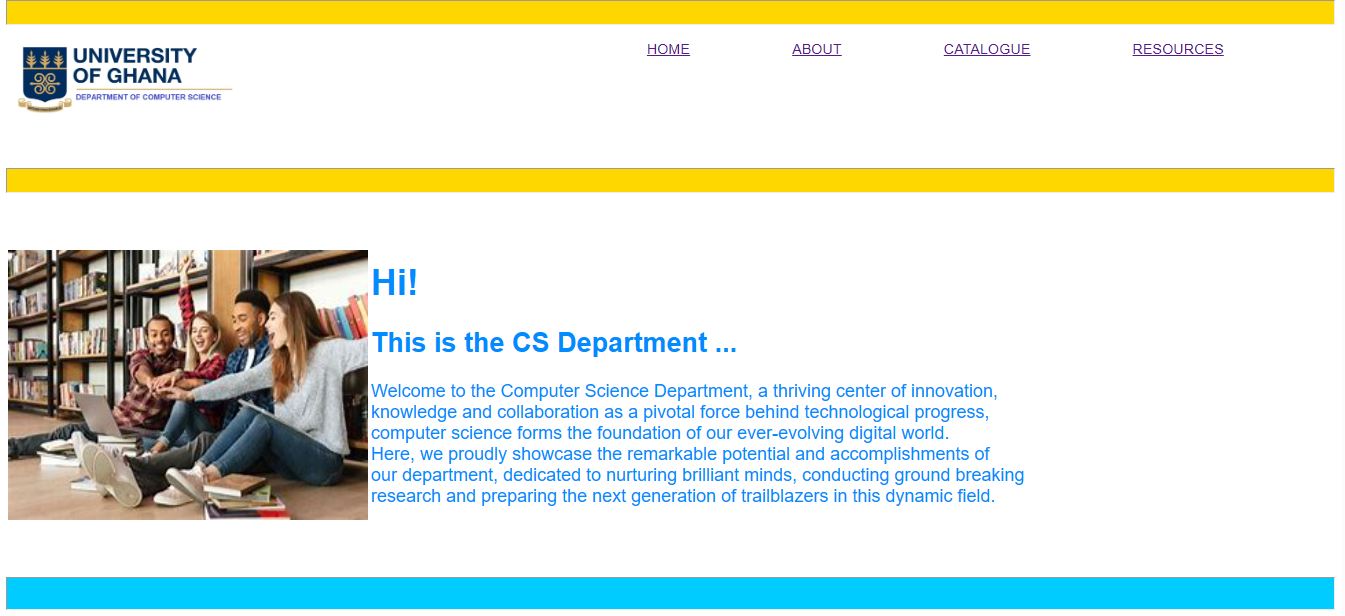 UNIVERSITY
OF GHANA
DEPARTMENT OF COMPUTER SCIENCE
HOME ABOUT CATALOGUE RESOURCES
Hi!
This is the CS Department ...
Welcome to the Computer Science Department, a thriving center of innovation,
knowledge and collaboration as a pivotal force behind technological progress,
computer science forms the foundation of our ever-evolving digital world.
Here, we proudly showcase the remarkable potential and accomplishments of
our department, dedicated to nurturing brilliant minds, conducting ground breaking
research and preparing the next generation of trailblazers in this dynamic field.